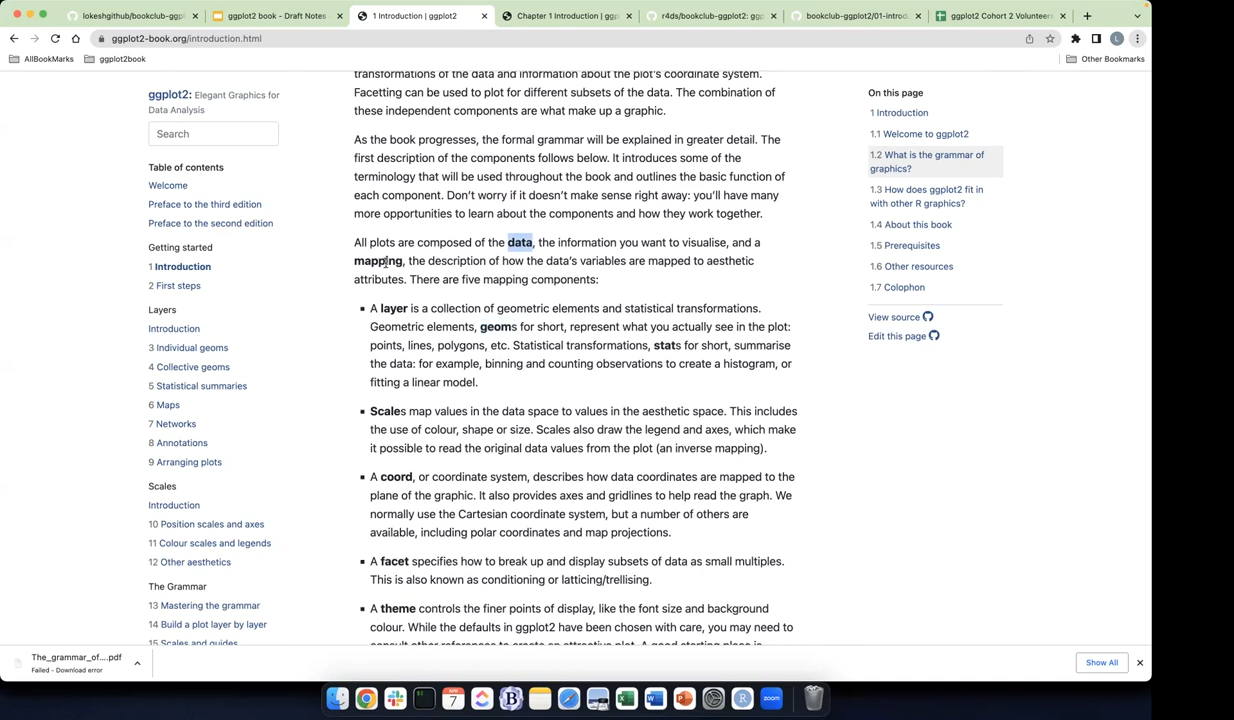 lokeshgithub/bookclub-ggp
ggplot2 book - Draft Notes
1 Introduction | ggplot2
Chapter 1 Introduction | ggp
r4ds/bookclub-ggplot2: ggp
bookclub-ggplot2/01-introd
ggplot2 Cohort 2 Volunteers
ggplot2-book.org/introduction.html
L
AllBookMarks
ggplot2book
Other Bookmarks
ggplot2: Elegant Graphics for
Data Analysis
Search
Table of contents
Welcome
Preface to the third edition
Preface to the second edition
Getting started
1 Introduction
2 First steps
Layers
Introduction
3 Individual geoms
4 Collective geoms
5 Statistical summaries
6 Maps
7 Networks
8 Annotations
9 Arranging plots
Scales
Introduction
10 Position scales and axes
11 Colour scales and legends
12 Other aesthetics
The Grammar
13 Mastering the grammar
14 Build a plot layer by layer
15 Scales and guides
transformations of the data and information about the plot's coordinate system.
Facetting can be used to plot for different subsets of the data. The combination of
these independent components are what make up a graphic.
As the book progresses, the formal grammar will be explained in greater detail. The
first description of the components follows below. It introduces some of the
terminology that will be used throughout the book and outlines the basic function of
each component. Don't worry if it doesn't make sense right away: you'll have many
more opportunities to learn about the components and how they work together.
All plots are composed of the data, the information you want to visualise, and a
mapping, the description of how the data's variables are mapped to aesthetic
attributes. There are five mapping components:
A layer is a collection of geometric elements and statistical transformations.
Geometric elements, geoms for short, represent what you actually see in the plot:
points, lines, polygons, etc. Statistical transformations, stats for short, summarise
the data: for example, binning and counting observations to create a histogram, or
fitting a linear model.
Scales map values in the data space to values in the aesthetic space. This includes
the use of colour, shape or size. Scales also draw the legend and axes, which make
it possible to read the original data values from the plot (an inverse mapping).
A coord, or coordinate system, describes how data coordinates are mapped to the
plane of the graphic. It also provides axes and gridlines to help read the graph. We
normally use the Cartesian coordinate system, but a number of others are
available, including polar coordinates and map projections.
A facet specifies how to break up and display subsets of data as small multiples.
This is also known as conditioning or latticing/trellising.
A theme controls the finer points of display, like the font size and background
colour. While the defaults in ggplot2 have been chosen with care, you may need to
consult other references to create an attractive plot. A good starting place is
On this page
1 Introduction
1.1 Welcome to ggplot2
1.2 What is the grammar of
graphics?
1.3 How does ggplot2 fit in
with other R graphics?
1.4 About this book
1.5 Prerequisites
1.6 Other resources
1.7 Colophon
View source
Edit this page
The_grammar_of....pdf
Failed - Download error
Show All
APR
7
B
X
W
P
R
zoom